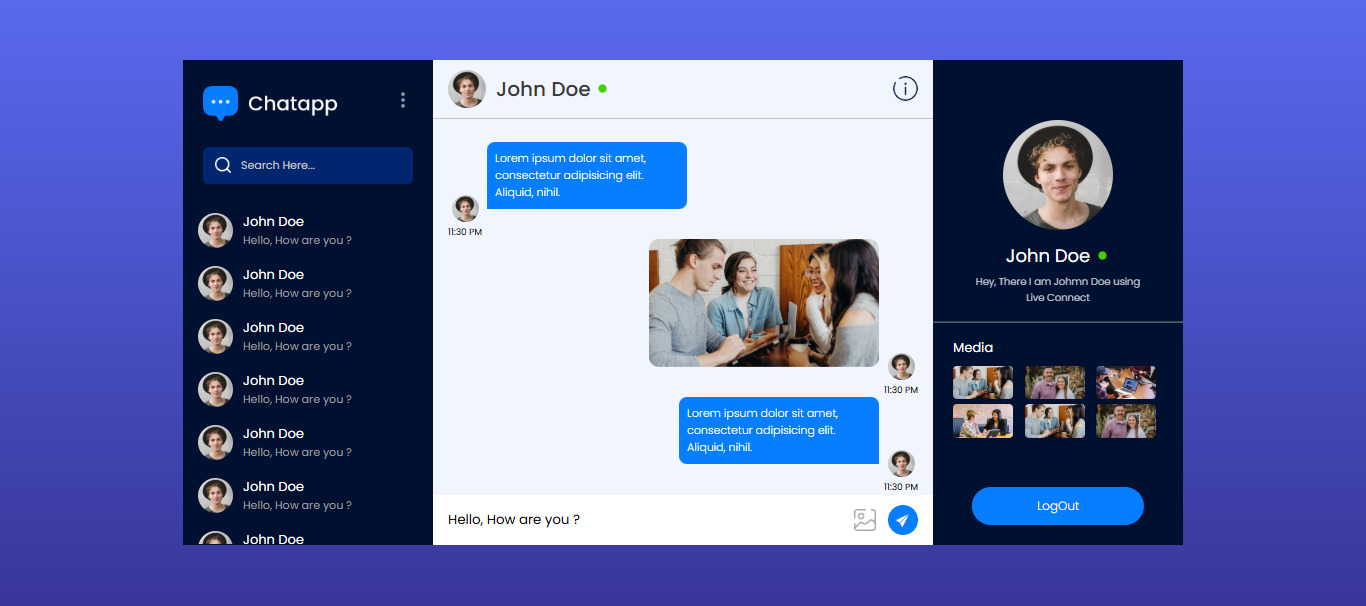 Chatapp
Search Here...
John Doe
Hello, How are you ?
John Doe
Hello, How are you ?
John Doe
Hello, How are you ?
John Doe
Hello, How are you ?
John Doe
Hello, How are you ?
John Doe
Hello, How are you ?
John Doe
John Doe
Lorem ipsum dolor sit amet,
consectetur adipisicing elit.
Aliquid, nihil.
11:30 PM
11:30 PM
Lorem ipsum dolor sit amet,
consectetur adipisicing elit.
Aliquid, nihil.
11:30 PM
Hello, How are you ?
John Doe
Hey, There I am Johmn Doe using
Live Connect
Media
LogOut